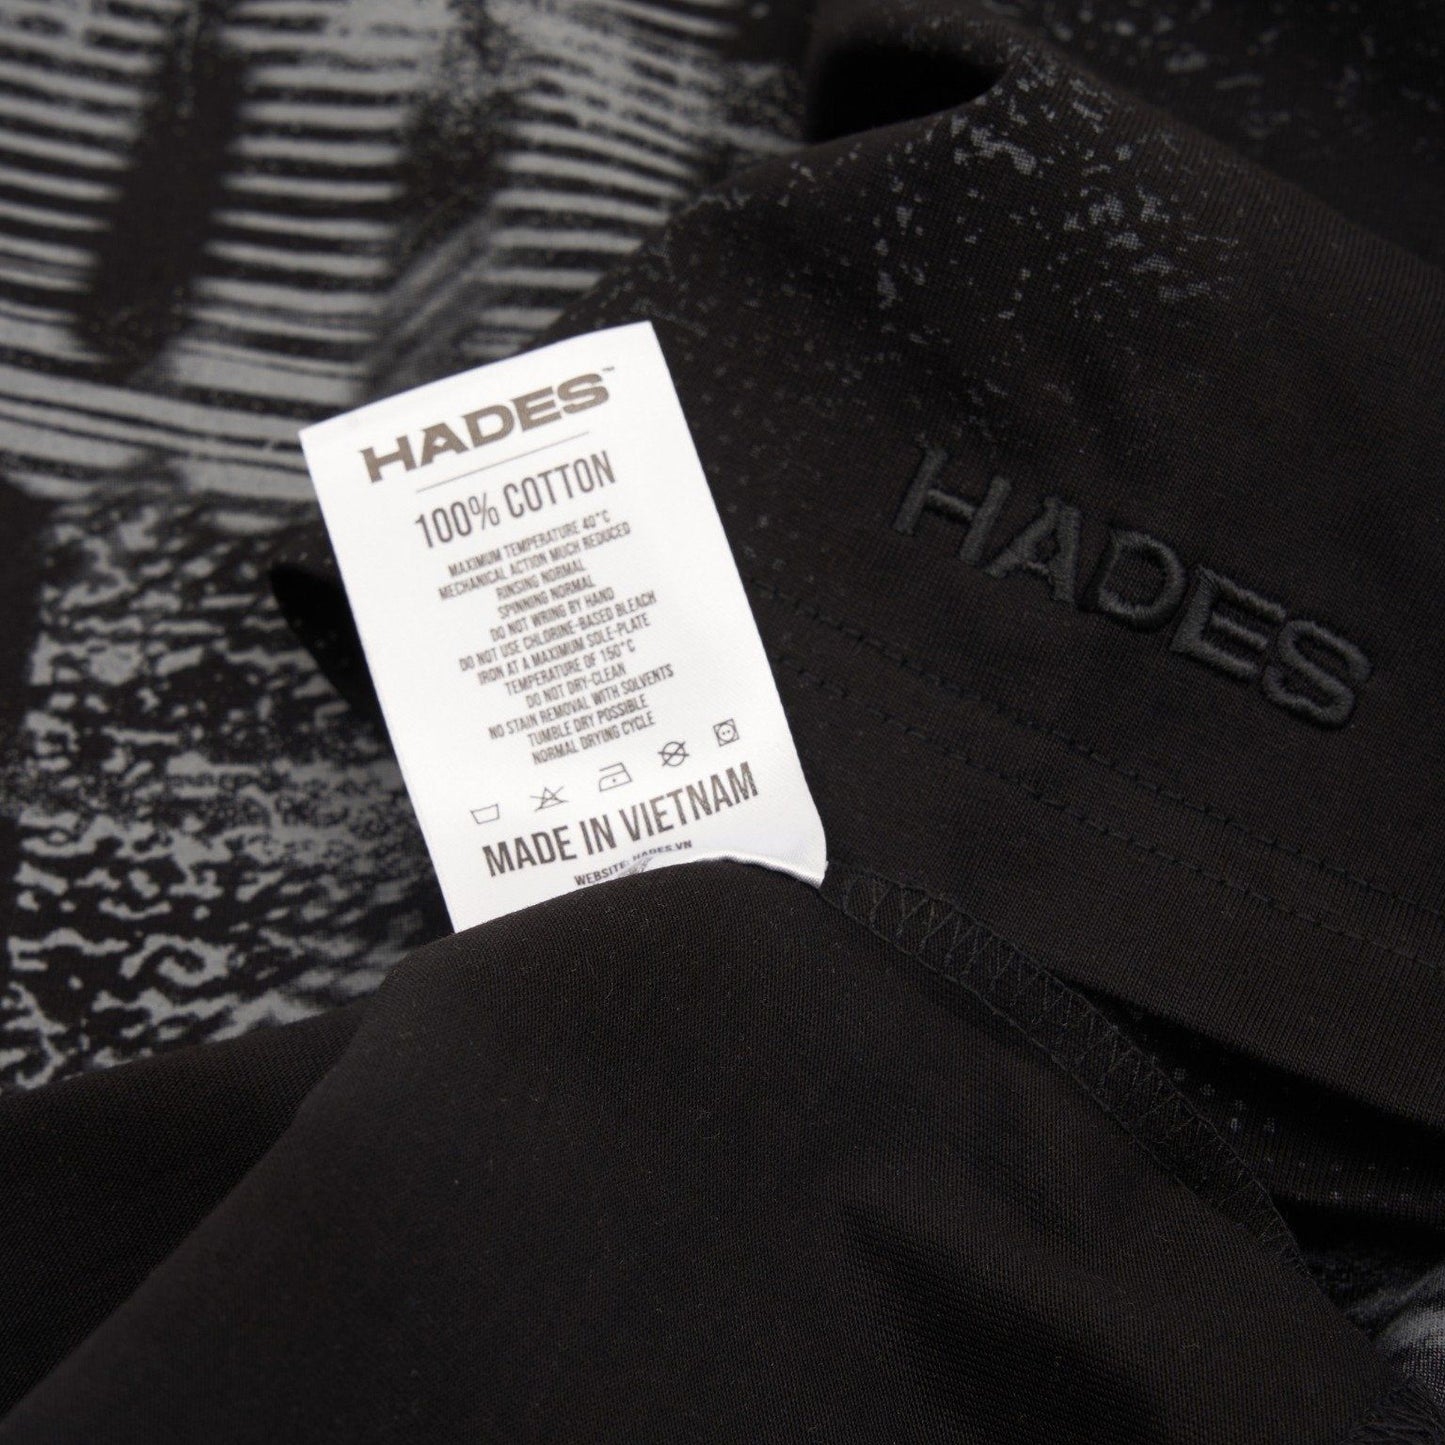 HADES™
100% COTTON
MAXIMUM TEMPERATURE 40°C
MECHANICAL ACTION MUCH REDUCED
RINSING NORMAL
SPINNING NORMAL
DO NOT WRING BY HAND
DO NOT USE CHLORINE-BASED BLEACH
IRON AT A MAXIMUM SOLE-PLATE
TEMPERATURE OF 150°C
DO NOT DRY-CLEAN
NO STAIN REMOVAL WITH SOLVENTS
TUMBLE DRY POSSIBLE
NORMAL DRYING CYCLE
MADE IN VIETNAM
WEBSITE: HADES.VN
HADES